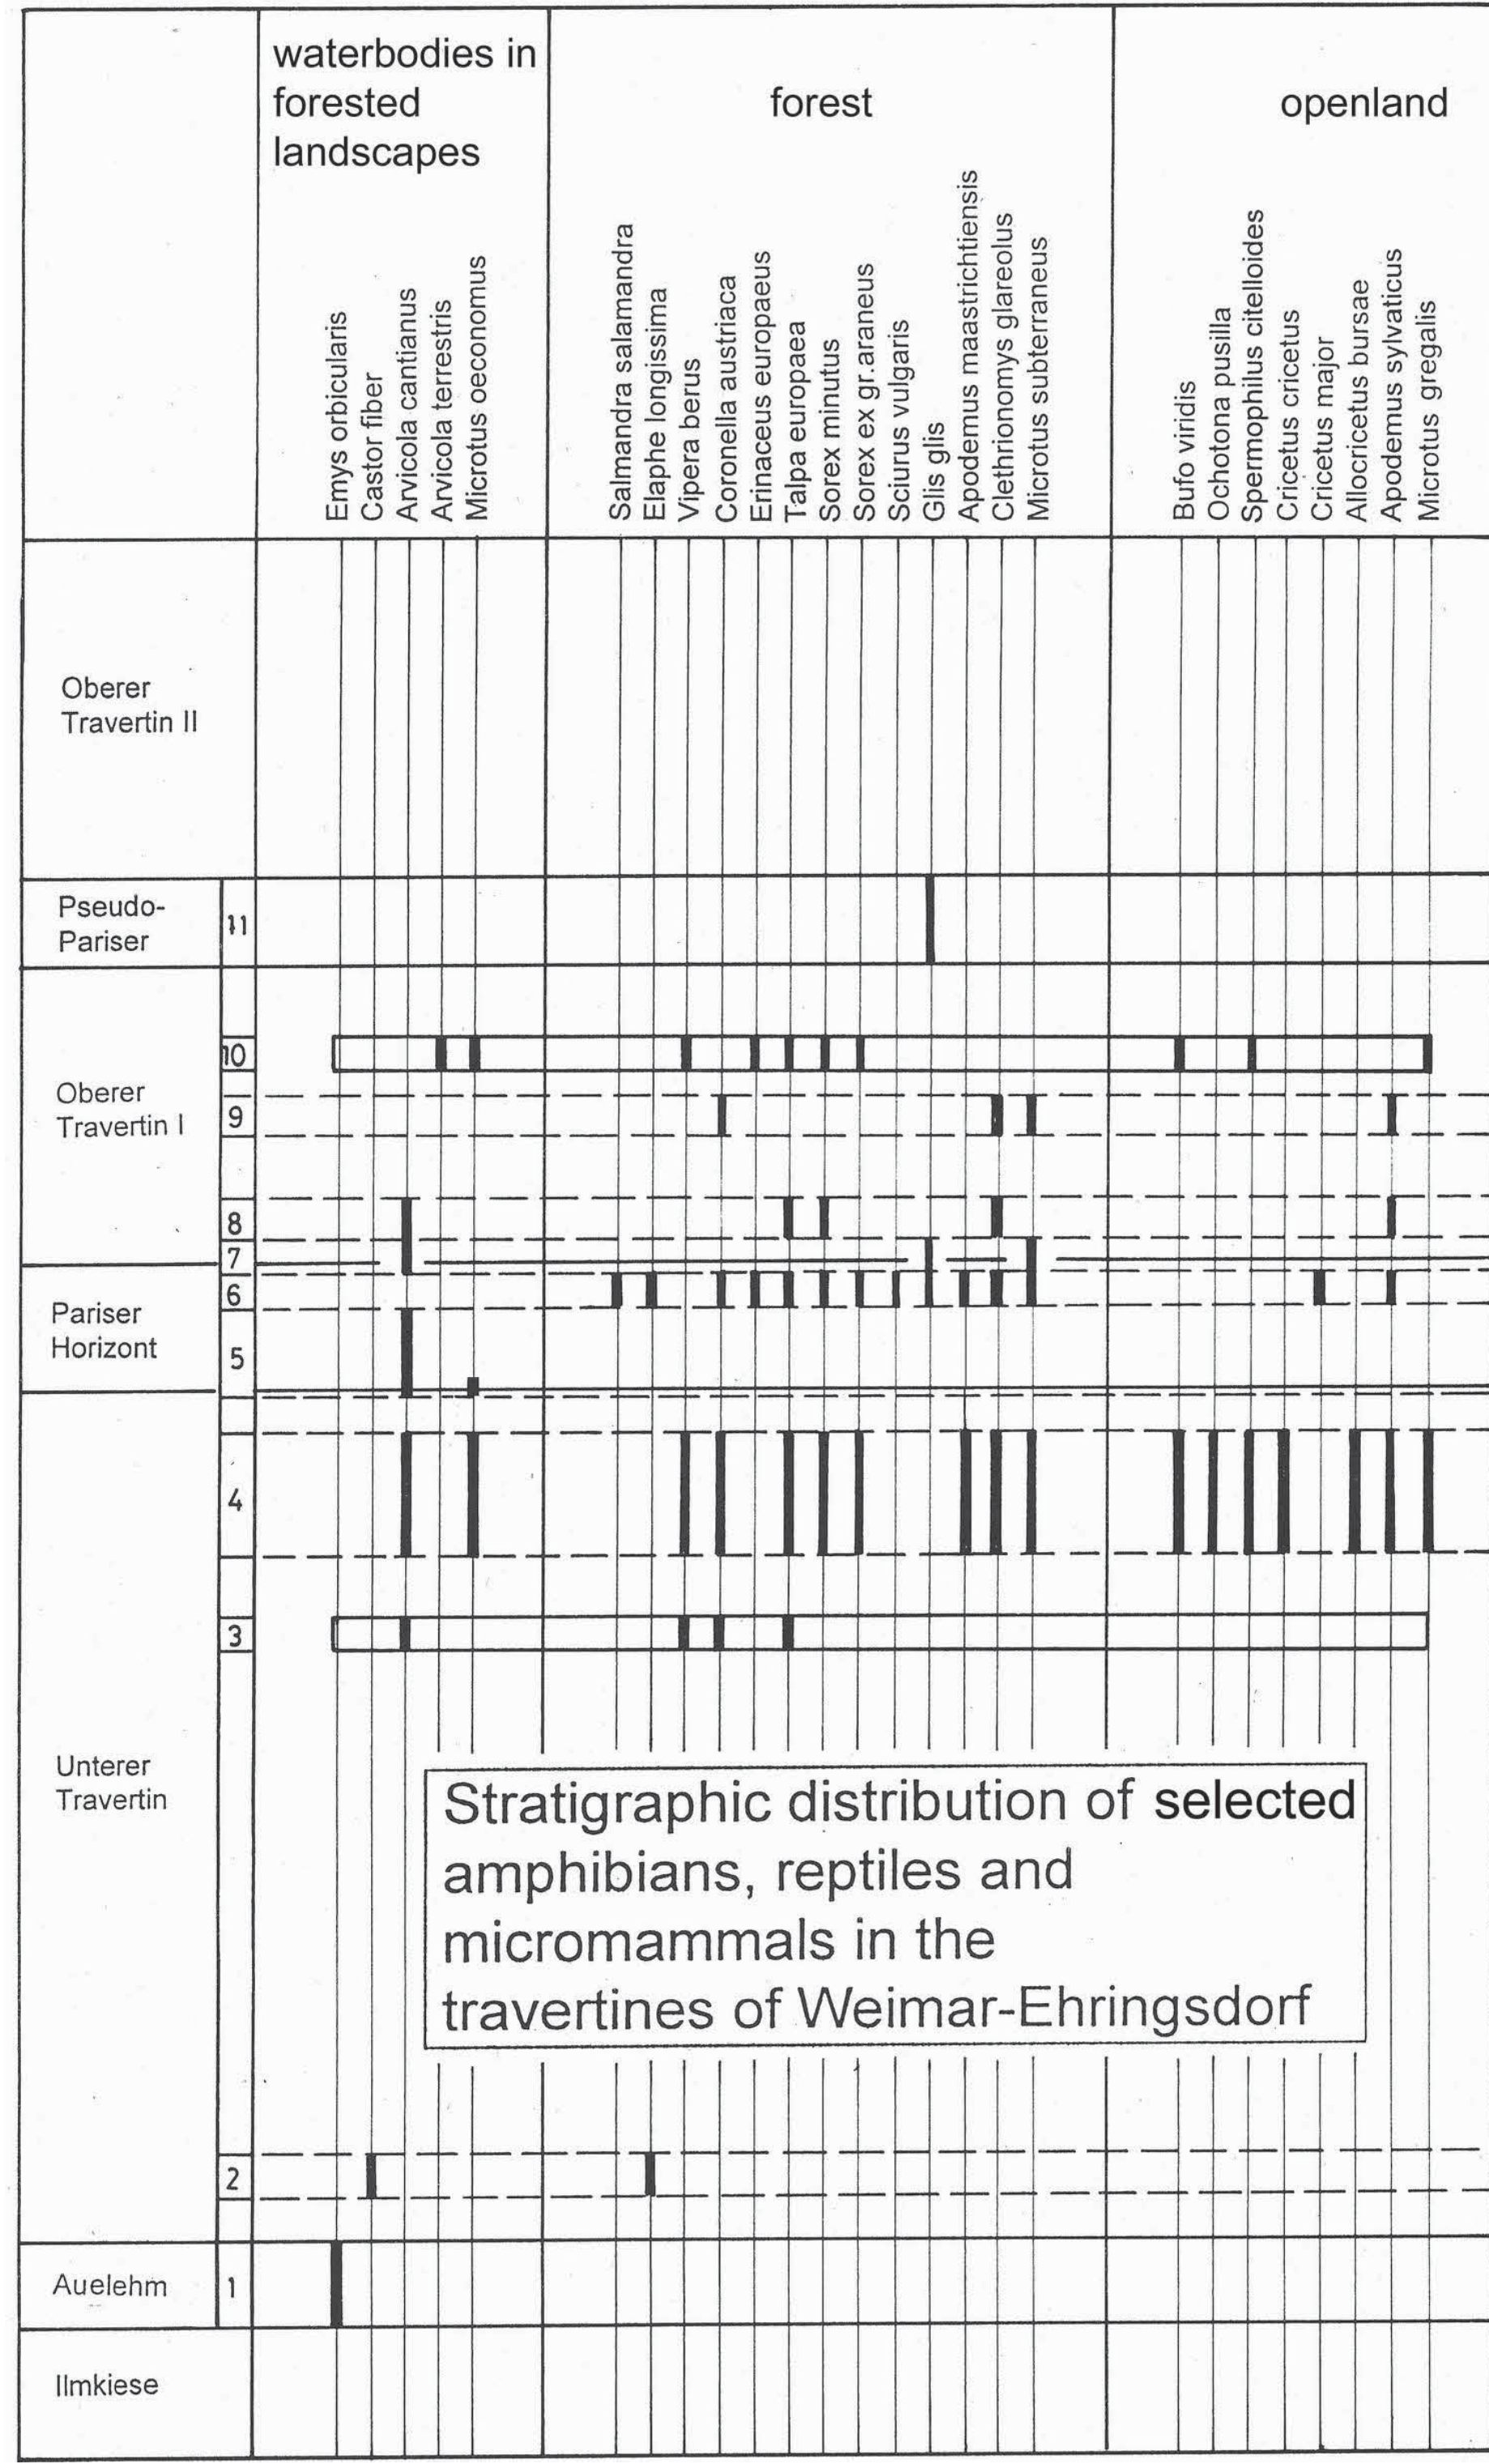 waterbodies in
forested
landscapes
forest
openland
Emys orbicularis
Castor fiber
Arvicola cantianus
Arvicola terrestris
Microtus oeconomus
Salmandra salamandra
Elaphe longissima
Vipera berus
Coronella austriaca
Erinaceus europaeus
Talpa europaea
Sorex minutus
Sorex ex gr.araneus
Sciurus vulgaris
Glis glis
Apodemus maastrichtiensis
Clethrionomys glareolus
Microtus subterraneus
Bufo viridis
Ochotona pusilla
Spermophilus citelloides
Cricetus cricetus
Cricetus major
Allocricetus bursae
Apodemus sylvaticus
Microtus gregalis
Oberer
Travertin II
Pseudo-
Pariser
11
10
Oberer
Travertin I
9
8
7
6
Pariser
Horizont
5
4
3
Unterer
Travertin
Stratigraphic distribution of selected
amphibians, reptiles and
micromammals in the
travertines of Weimar-Ehringsdorf
2
Auelehm
1
Ilmkiese